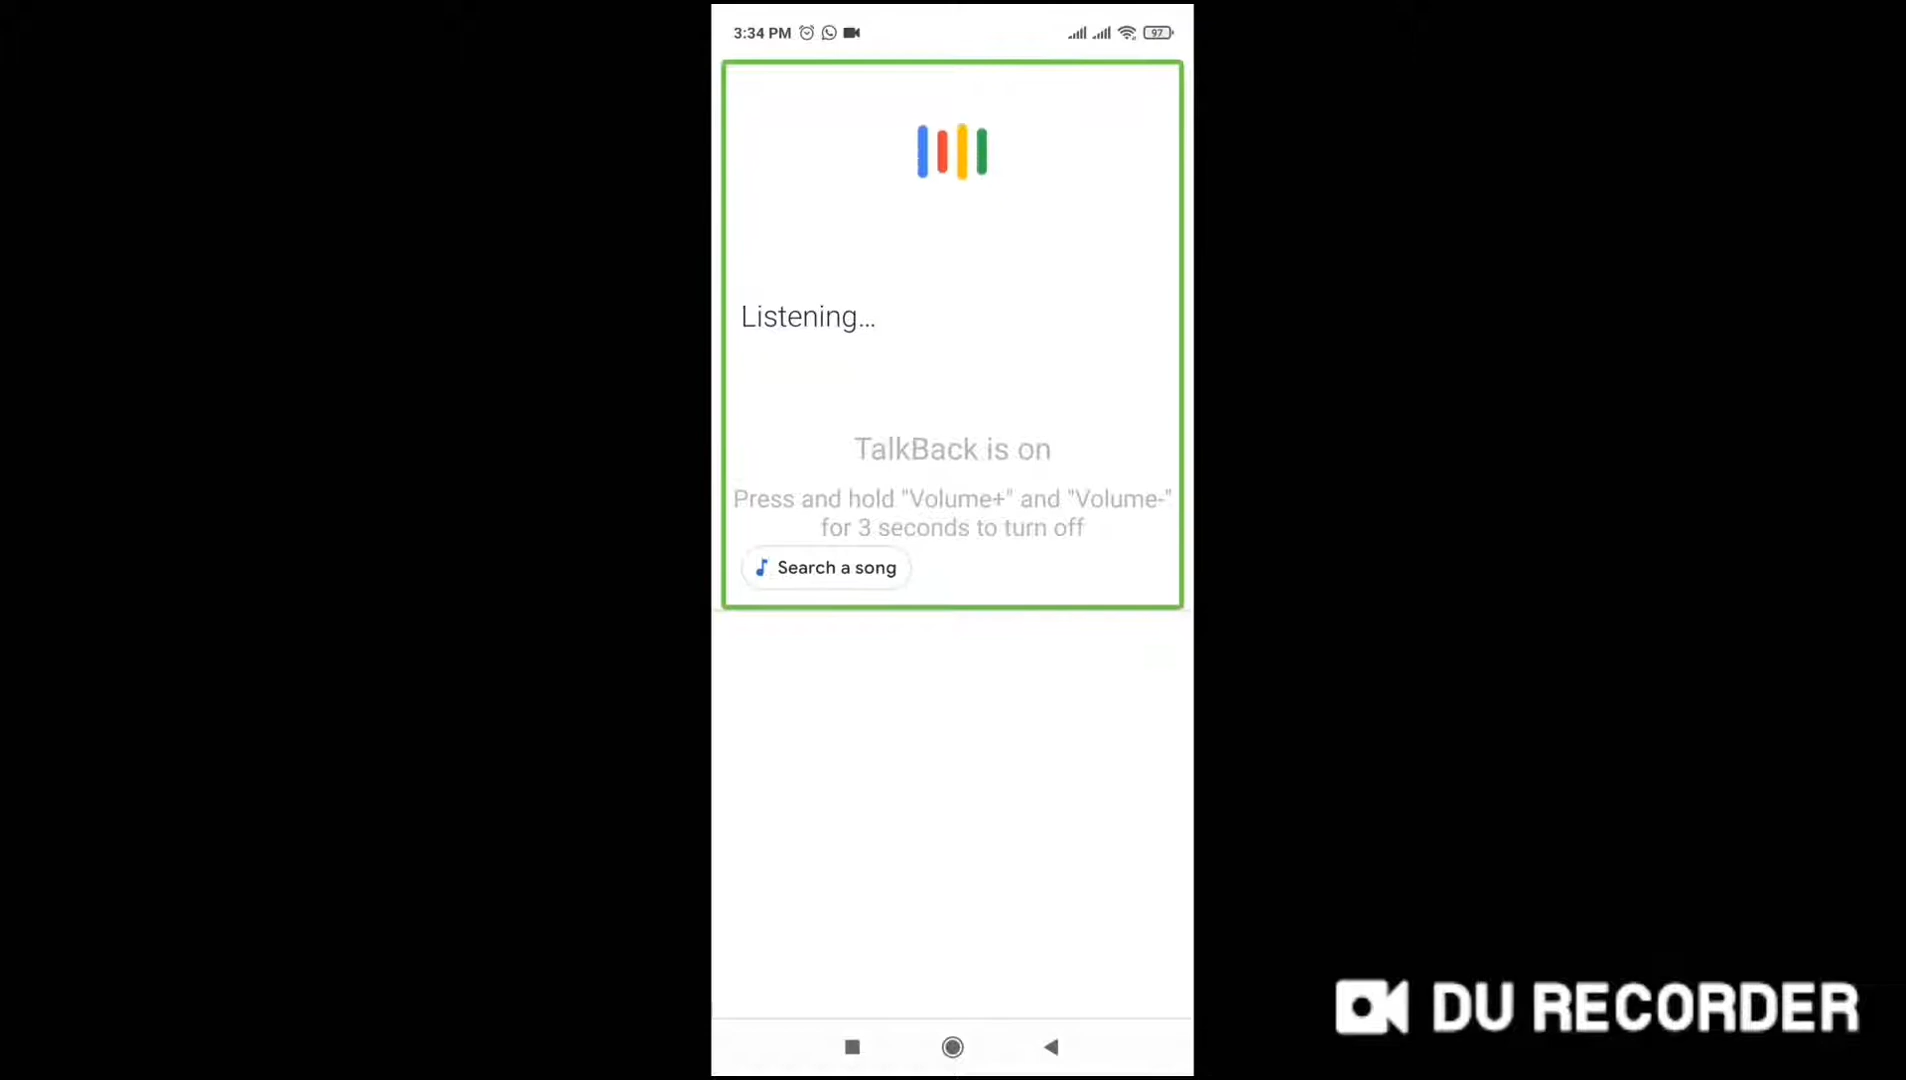 3:34 PM
97
Listening...
TalkBack is on
Press and hold "Volume+" and "Volume-"
for 3 seconds to turn off
Search a song
DU RECORDER